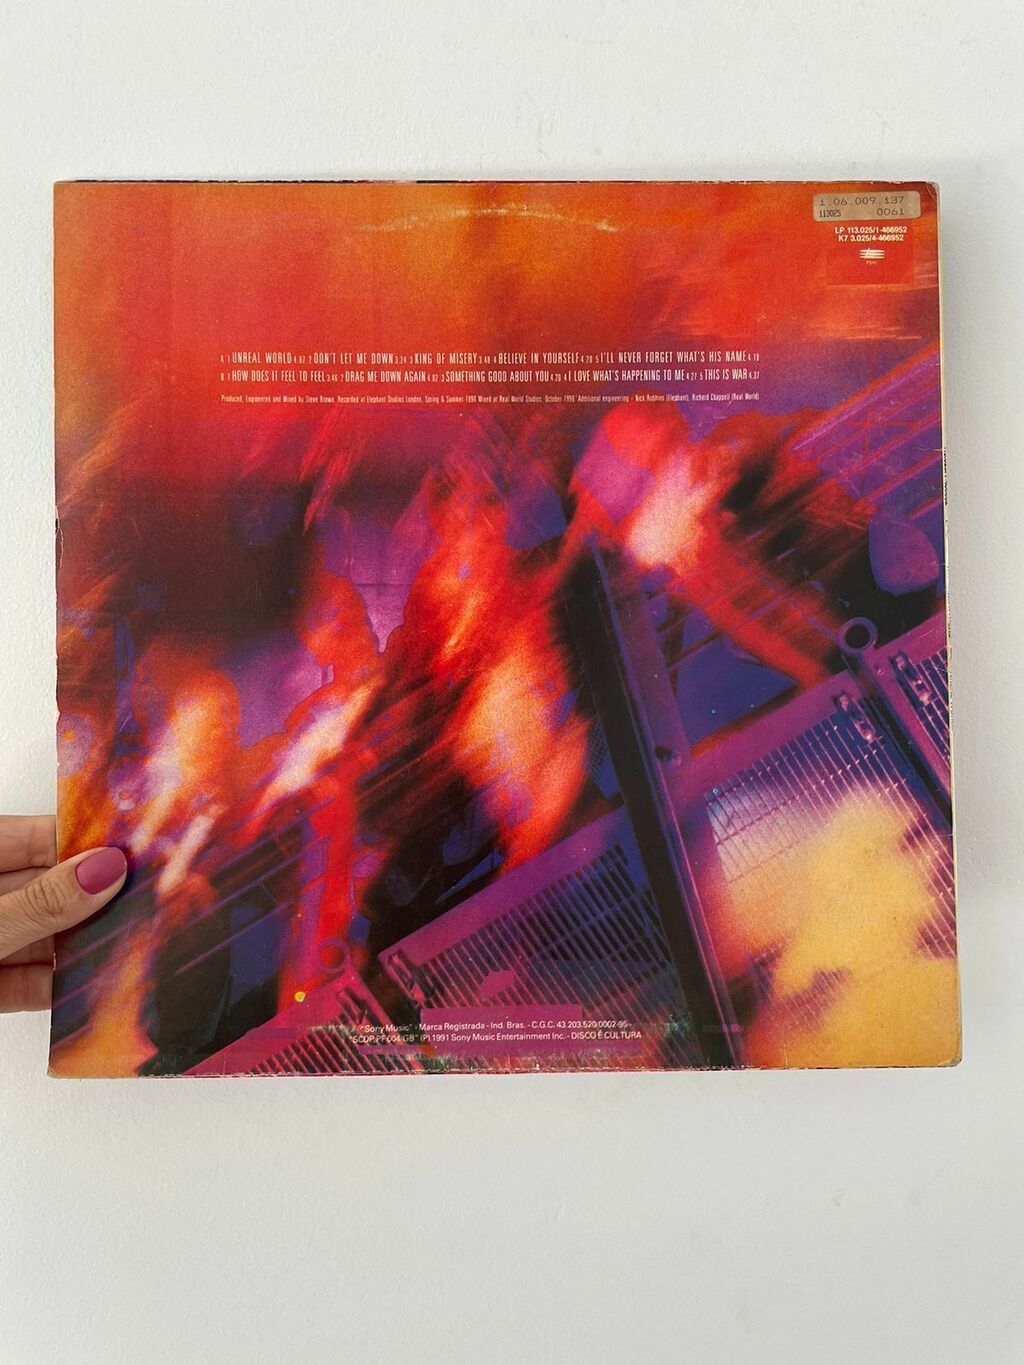 1.06.009.137
113025 0061
LP 113.025/1-466952
K7 3.025/4-466952
Epic
A 1 UNREAL WORLD 4.07 2 DON'T LET ME DOWN 3.24 3 KING OF MISERY 3.48 4 BELIEVE IN YOURSELF 4.20 5 I'LL NEVER FORGET WHAT'S HIS NAME 4.18
B 1 HOW DOES IT FEEL TO FEEL 3.46 2 DRAG ME DOWN AGAIN 4.02 3 SOMETHING GOOD ABOUT YOU 4.20 4 I LOVE WHAT'S HAPPENING TO ME 4.27 5 THIS IS WAR 4.37
Produced, Engineered and Mixed by Steve Brown. Recorded at Elephant Studios London, Spring & Summer 1990 Mixed at Real World Studios, October 1990 Additional engineering - Nick Robbins (Elephant), Richard Chappell (Real World)
"Sony Music" - Marca Registrada - Ind. Bras. - C.G.C. 43.203.520/0002-95
"SCDP.PF.004/GB" (P) 1991 Sony Music Entertainment Inc. - DISCO É CULTURA